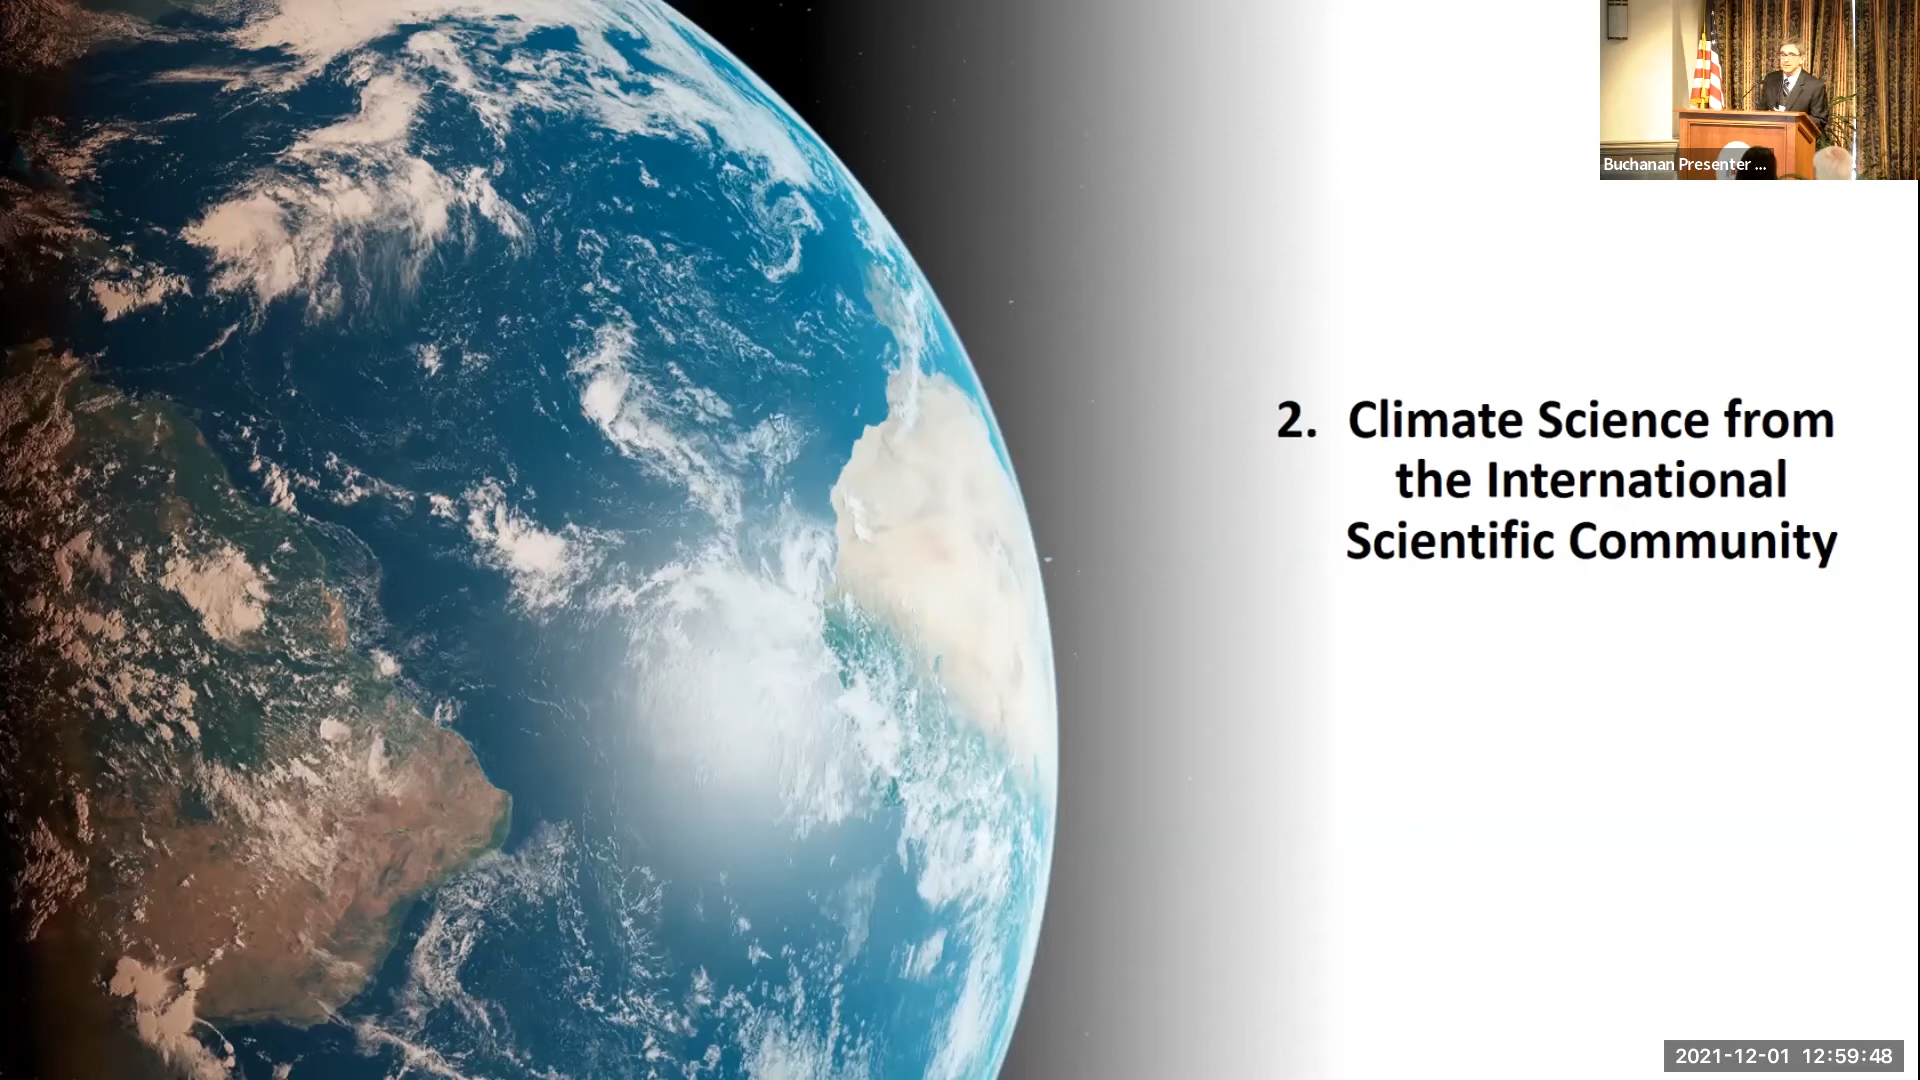 Buchanan Presenter ...
2. Climate Science from
the International
Scientific Community
2021-12-01 12:59:48